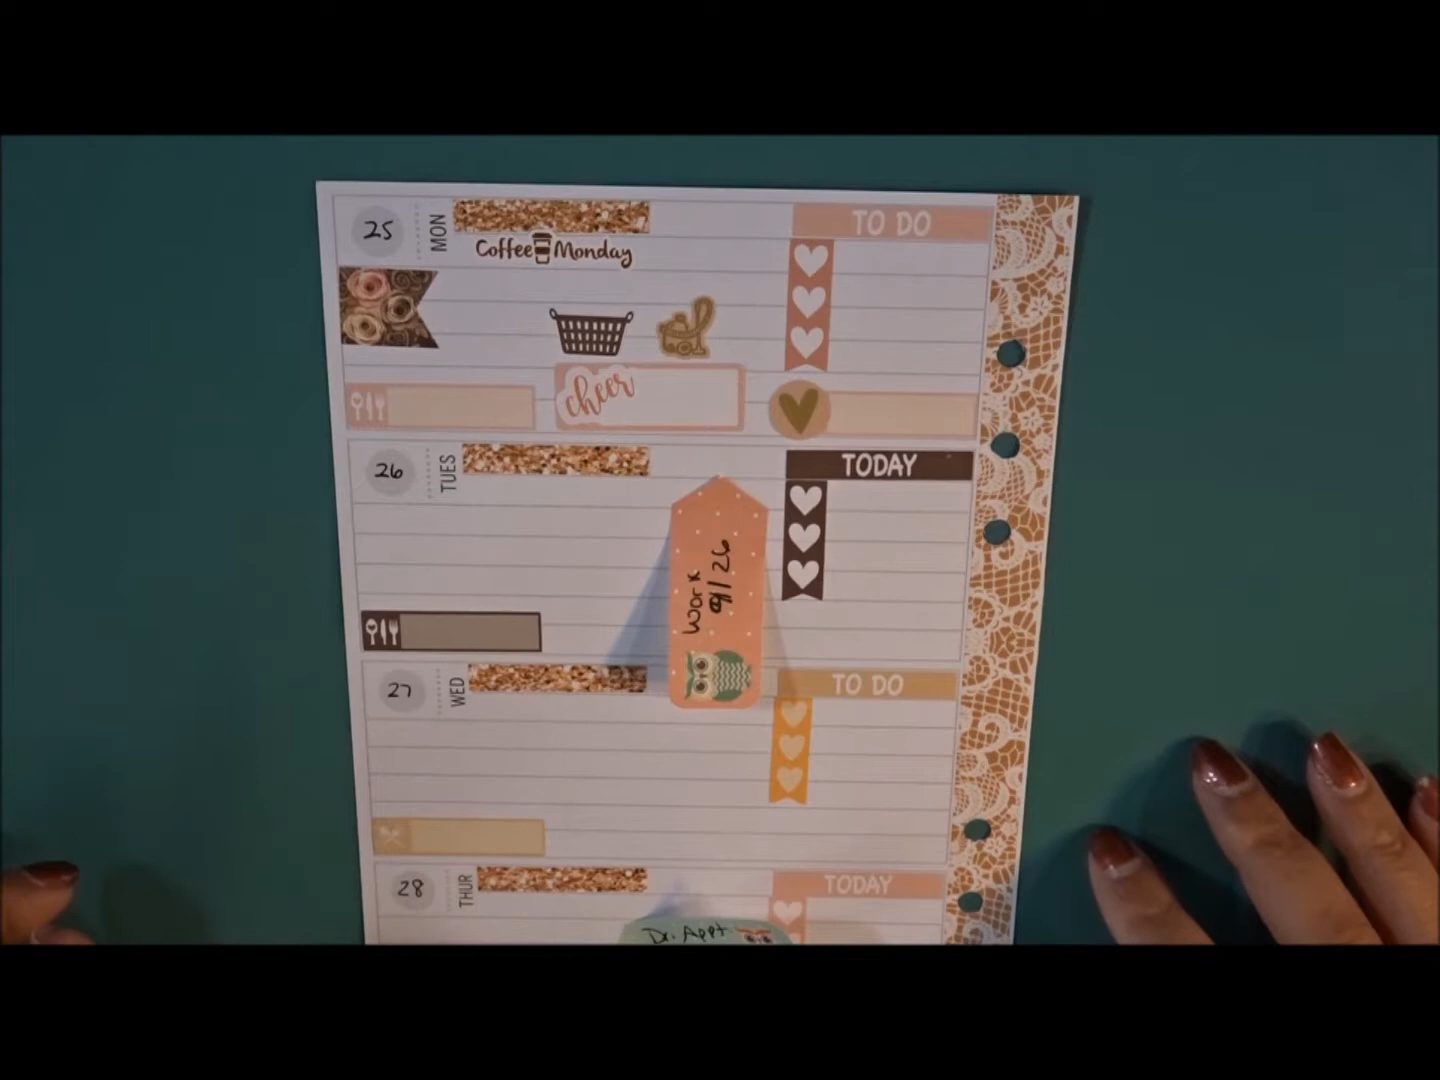 25 MON
TO DO
Coffee Monday
cheer
26 TUES
TODAY
Work
9/26
27 WED
TO DO
28 THUR
TODAY
Dr. Appt.